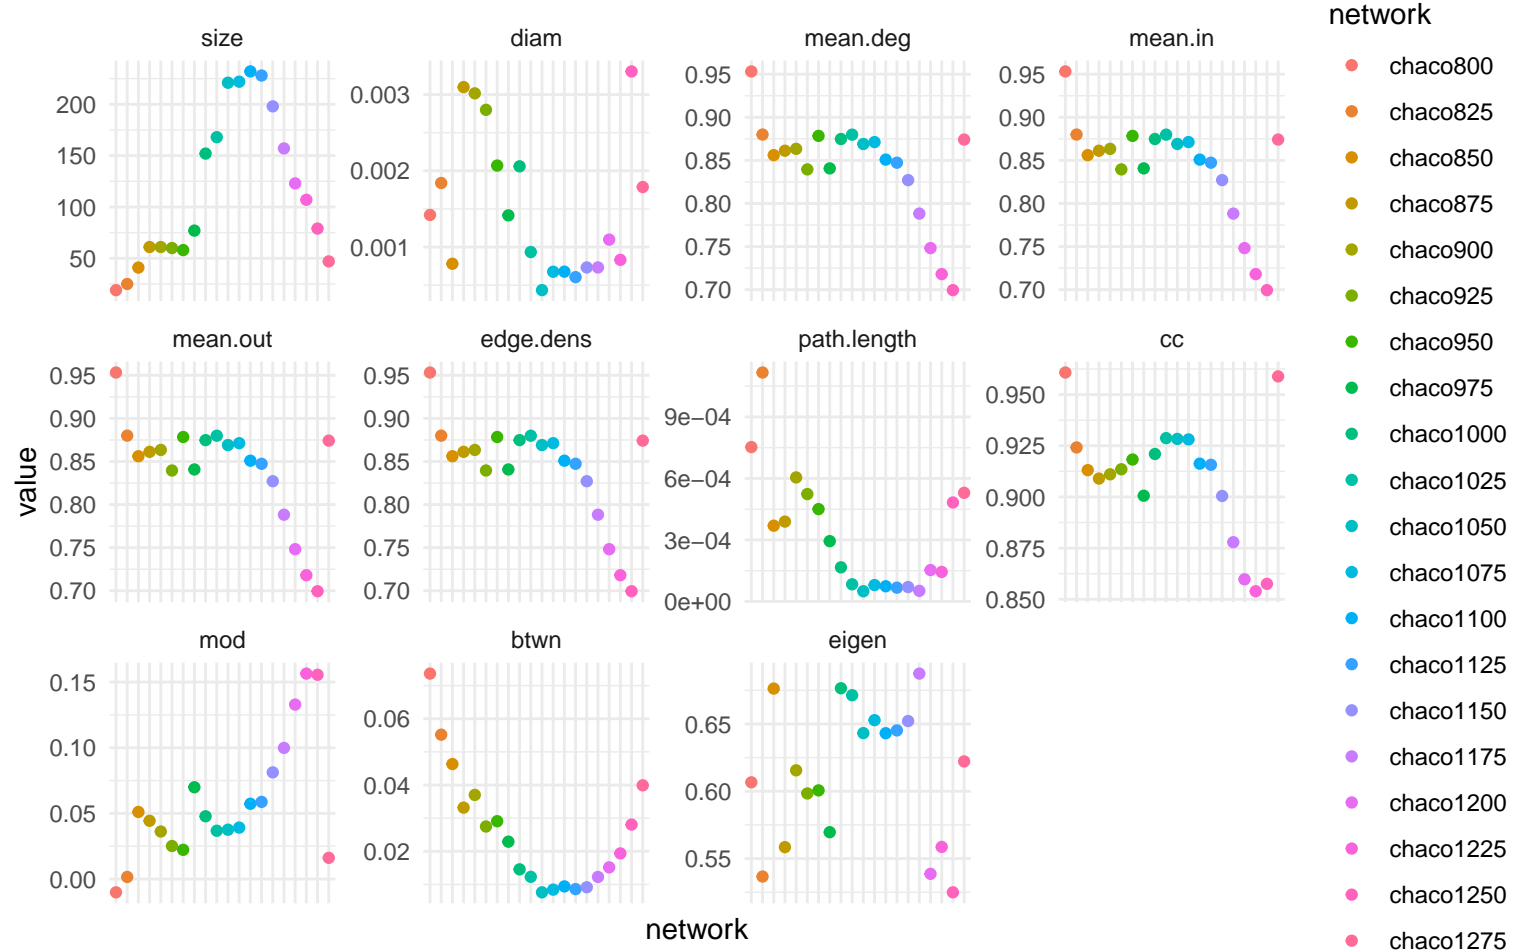 network
size
diam
mean.deg
mean.in
200
150
100
50
0.003
0.002
0.001
0.95
0.90
0.85
0.80
0.75
0.70
0.95
0.90
0.85
0.80
0.75
0.70
mean.out
edge.dens
path.length
cc
0.95
0.90
0.85
0.80
0.75
0.70
0.95
0.90
0.85
0.80
0.75
0.70
9e−04
6e−04
3e−04
0e+00
0.950
0.925
0.900
0.875
0.850
value
mod
btwn
eigen
0.15
0.10
0.05
0.00
0.06
0.04
0.02
0.65
0.60
0.55
network
chaco800
chaco825
chaco850
chaco875
chaco900
chaco925
chaco950
chaco975
chaco1000
chaco1025
chaco1050
chaco1075
chaco1100
chaco1125
chaco1150
chaco1175
chaco1200
chaco1225
chaco1250
chaco1275